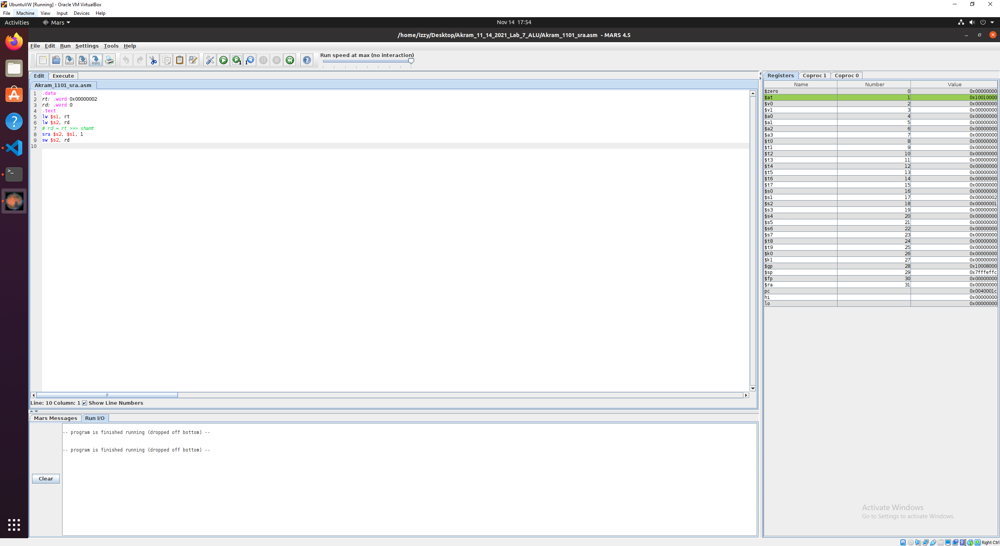 UbuntuVW [Running] - Oracle VM VirtualBox
File Machine View Input Devices Help
Activities Mars Nov 14 17:54
/home/izzy/Desktop/Akram_11_14_2021_Lab_7_ALU/Akram_1101_sra.asm - MARS 4.5
File Edit Run Settings Tools Help
Run speed at max (no interaction)
Edit Execute
Akram_1101_sra.asm
1 .data
2 rt: .word 0x00000002
3 rd: .word 0
4 .text
5 lw $s1, rt
6 lw $s2, rd
7 # rd = rt >>> shamt
8 sra $s2, $s1, 1
9 sw $s2, rd
10
Line: 10 Column: 1 Show Line Numbers
Mars Messages Run I/O
-- program is finished running (dropped off bottom) --
-- program is finished running (dropped off bottom) --
Clear
Registers Coproc 1 Coproc 0
Name Number Value
$zero 0 0x00000000
$at 1 0x10010000
$v0 2 0x00000000
$v1 3 0x00000000
$a0 4 0x00000000
$a1 5 0x00000000
$a2 6 0x00000000
$a3 7 0x00000000
$t0 8 0x00000000
$t1 9 0x00000000
$t2 10 0x00000000
$t3 11 0x00000000
$t4 12 0x00000000
$t5 13 0x00000000
$t6 14 0x00000000
$t7 15 0x00000000
$s0 16 0x00000000
$s1 17 0x00000002
$s2 18 0x00000001
$s3 19 0x00000000
$s4 20 0x00000000
$s5 21 0x00000000
$s6 22 0x00000000
$s7 23 0x00000000
$t8 24 0x00000000
$t9 25 0x00000000
$k0 26 0x00000000
$k1 27 0x00000000
$gp 28 0x10008000
$sp 29 0x7fffeffc
$fp 30 0x00000000
$ra 31 0x00000000
pc 0x0040001c
hi 0x00000000
lo 0x00000000
Activate Windows
Go to Settings to activate Windows.
Right Ctrl